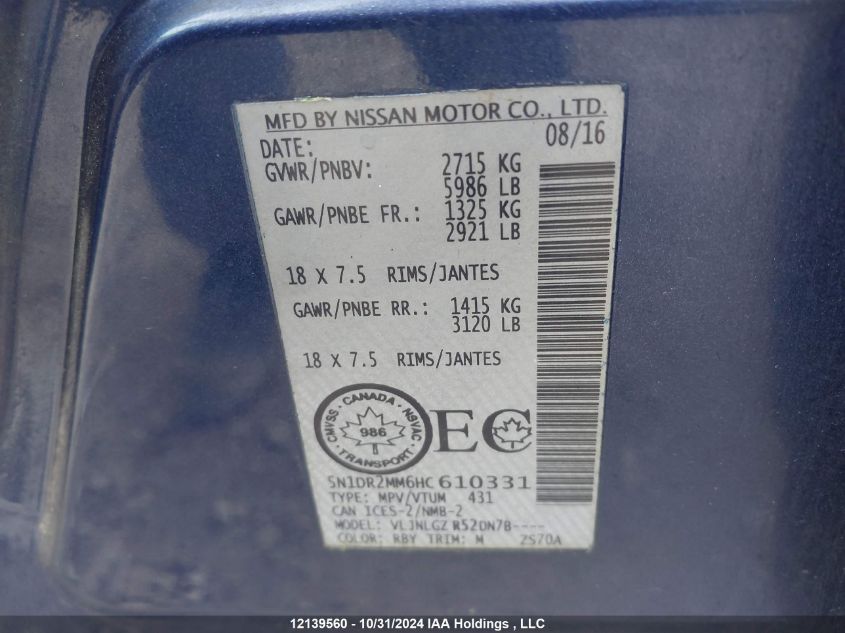 MFD BY NISSAN MOTOR CO., LTD.
DATE: 08/16
GVWR/PNBV: 2715 KG
5986 LB
GAWR/PNBE FR.: 1325 KG
2921 LB
18 X 7.5 RIMS/JANTES
GAWR/PNBE RR.: 1415 KG
3120 LB
18 X 7.5 RIMS/JANTES
CANADA
CMVSS 986 NSVAC
TRANSPORT
EC
5N1DR2MM6HC 610331
TYPE: MPV/VTUM 431
CAN ICES-2/NMB-2
MODEL: VLJNLGZ R52DN7B----
COLOR: RBY TRIM: M 2S70A
12139560 - 10/31/2024 IAA Holdings , LLC